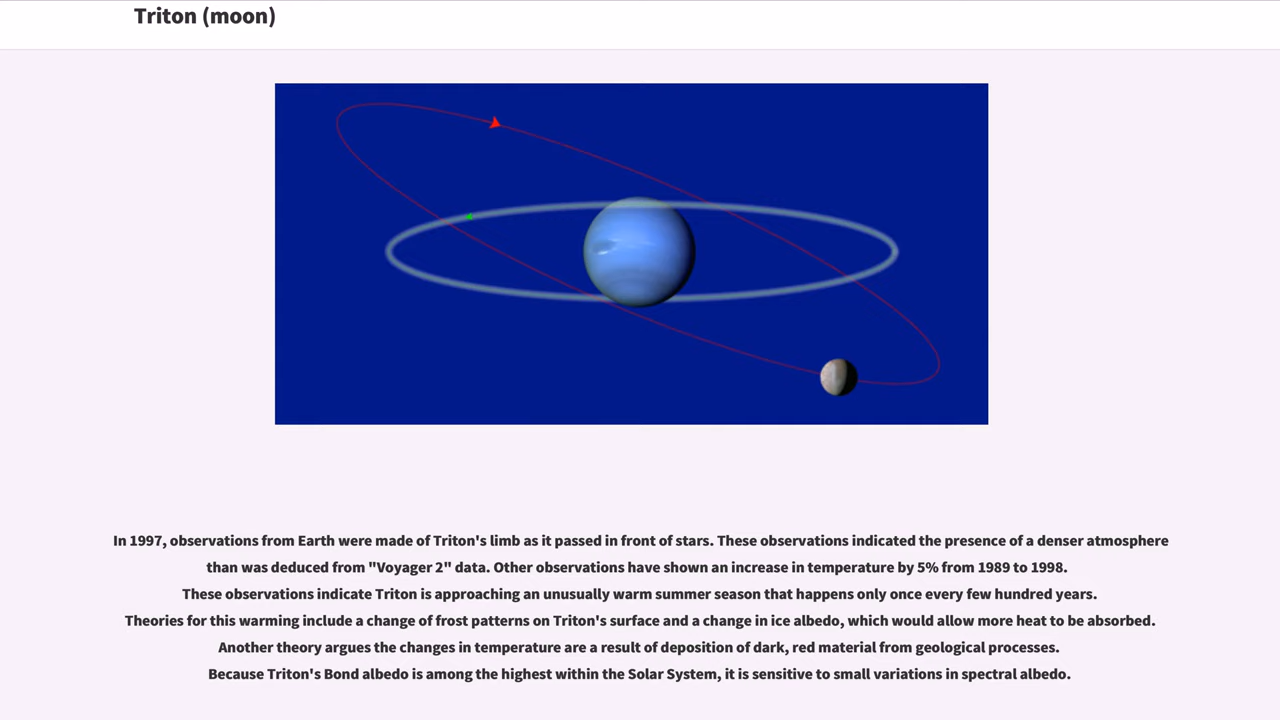 Triton (moon)
In 1997, observations from Earth were made of Triton's limb as it passed in front of stars. These observations indicated the presence of a denser atmosphere
than was deduced from "Voyager 2" data. Other observations have shown an increase in temperature by 5% from 1989 to 1998.
These observations indicate Triton is approaching an unusually warm summer season that happens only once every few hundred years.
Theories for this warming include a change of frost patterns on Triton's surface and a change in ice albedo, which would allow more heat to be absorbed.
Another theory argues the changes in temperature are a result of deposition of dark, red material from geological processes.
Because Triton's Bond albedo is among the highest within the Solar System, it is sensitive to small variations in spectral albedo.